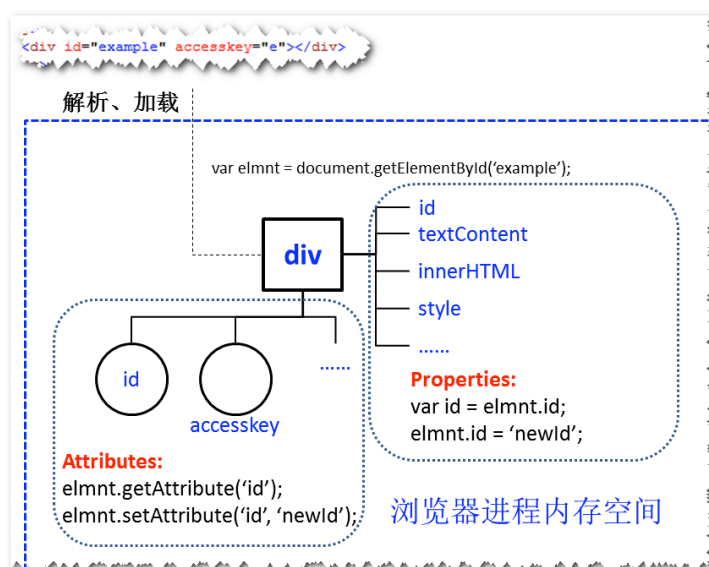 <div id="example" accesskey="e"></div>
解析、加载
var elmnt = document.getElementById(‘example’);
div
id
textContent
innerHTML
style
......
Properties:
var id = elmnt.id;
elmnt.id = ‘newId’;
id
accesskey
......
Attributes:
elmnt.getAttribute(‘id’);
elmnt.setAttribute(‘id’, ‘newId’);
浏览器进程内存空间